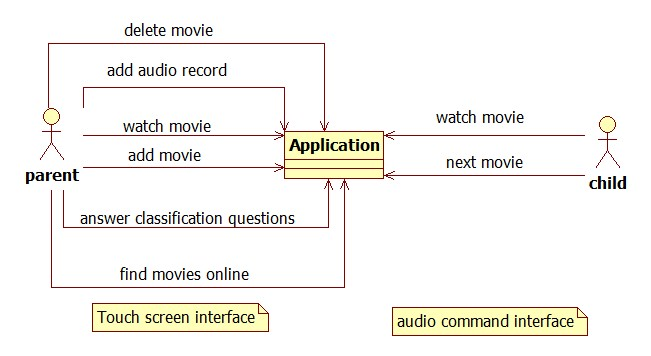 delete movie
add audio record
watch movie
watch movie
Application
add movie
next movie
parent
child
answer classification questions
find movies online
Touch screen interface
audio command interface